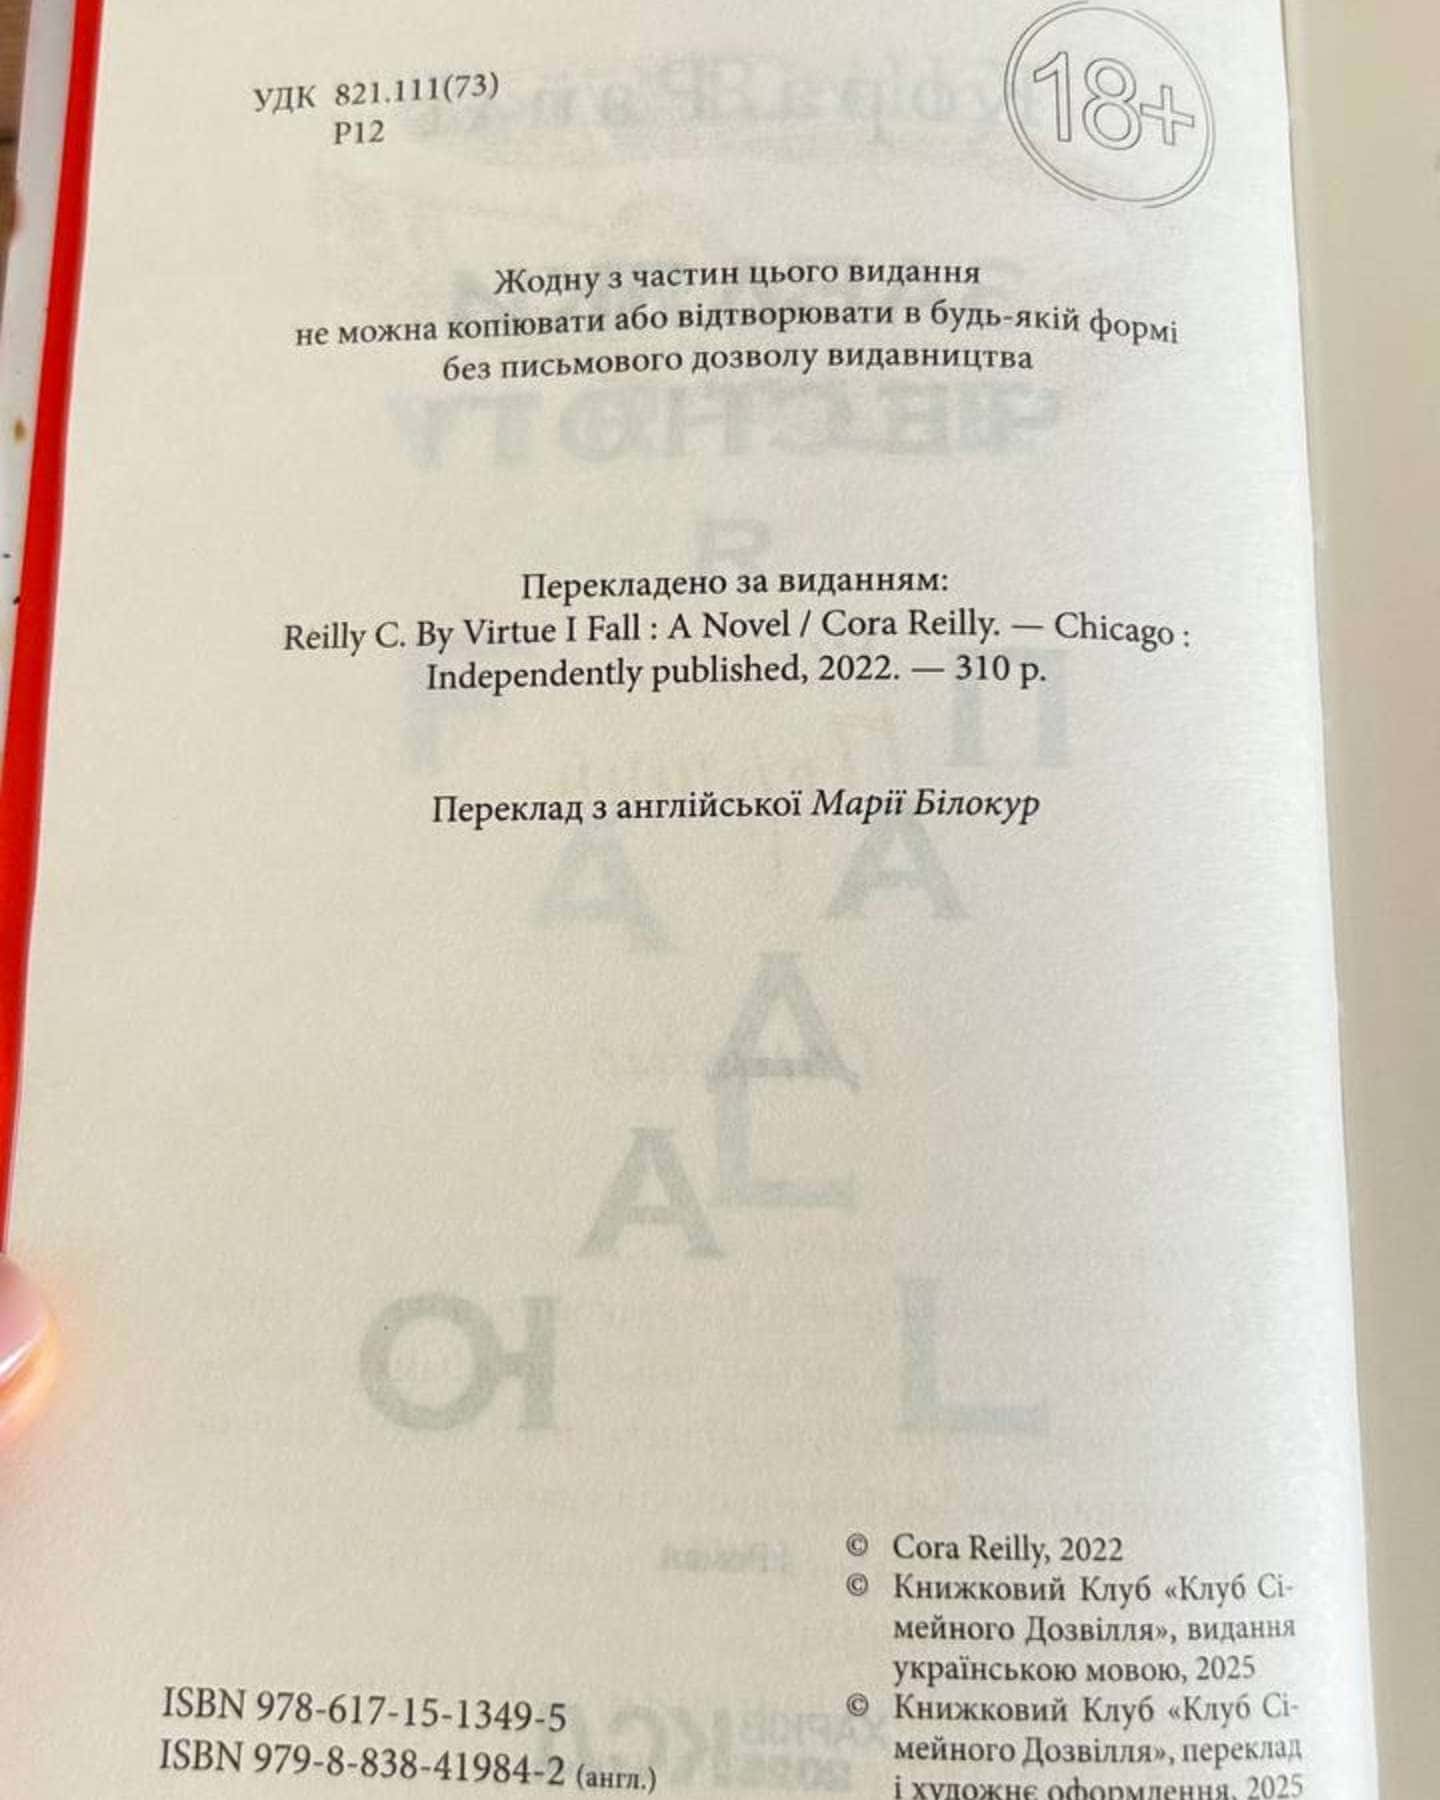 УДК 821.111(73)
Р12
18+
Жодну з частин цього видання
не можна копіювати або відтворювати в будь-якій формі
без письмового дозволу видавництва
Перекладено за виданням:
Reilly C. By Virtue I Fall : A Novel / Cora Reilly. — Chicago :
Independently published, 2022. — 310 p.
Переклад з англійської Марії Білокур
© Cora Reilly, 2022
© Книжковий Клуб «Клуб Сі-
мейного Дозвілля», видання
українською мовою, 2025
© Книжковий Клуб «Клуб Сі-
мейного Дозвілля», переклад
і художнє оформлення, 2025
ISBN 978-617-15-1349-5
ISBN 979-8-838-41984-2 (англ.)